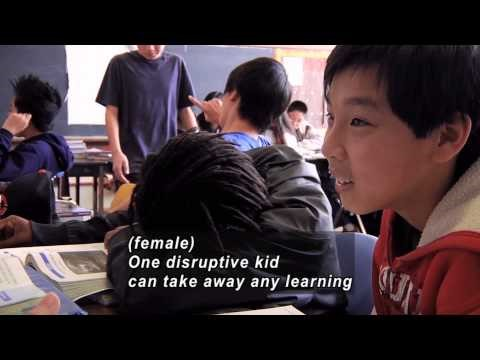 (female)
One disruptive kid
can take away any learning